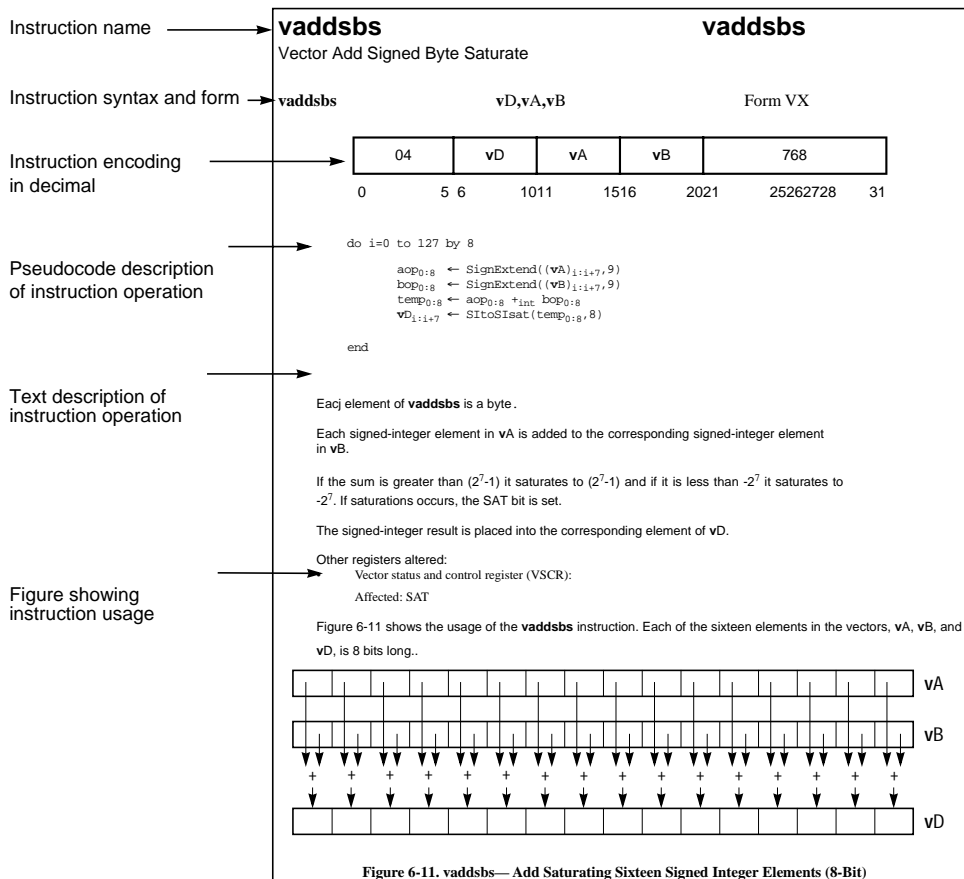 Instruction name
vaddsbs vaddsbs
Vector Add Signed Byte Saturate
Instruction syntax and form
vaddsbs vD,vA,vB Form VX
Instruction encoding
in decimal
04 vD vA vB 768
0 5 6 1011 1516 2021 25262728 31
Pseudocode description
of instruction operation
do i=0 to 127 by 8
aop0:8 ← SignExtend((vA)i:i+7,9)
bop0:8 ← SignExtend((vB)i:i+7,9)
temp0:8 ← aop0:8 +int bop0:8
vDi:i+7 ← SItoSIsat(temp0:8,8)
end
Text description of
instruction operation
Eacj element of vaddsbs is a byte.
Each signed-integer element in vA is added to the corresponding signed-integer element
in vB.
If the sum is greater than (2⁷-1) it saturates to (2⁷-1) and if it is less than -2⁷ it saturates to
-2⁷. If saturations occurs, the SAT bit is set.
The signed-integer result is placed into the corresponding element of vD.
Other registers altered:
• Vector status and control register (VSCR):
Affected: SAT
Figure showing
instruction usage
Figure 6-11 shows the usage of the vaddsbs instruction. Each of the sixteen elements in the vectors, vA, vB, and
vD, is 8 bits long..
vA
vB
+ + + + + + + + + + + + + + + +
vD
Figure 6-11. vaddsbs— Add Saturating Sixteen Signed Integer Elements (8-Bit)